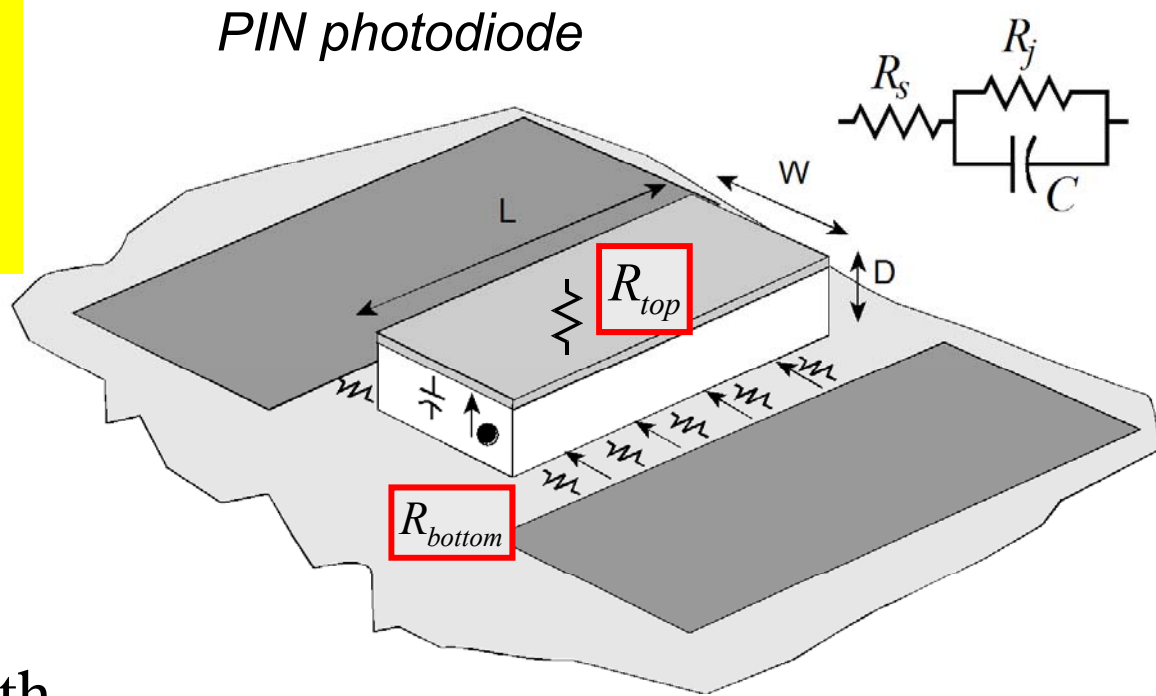 PIN photodiode
R_j
R_s
C
W
L
D
R_top
R_bottom
th